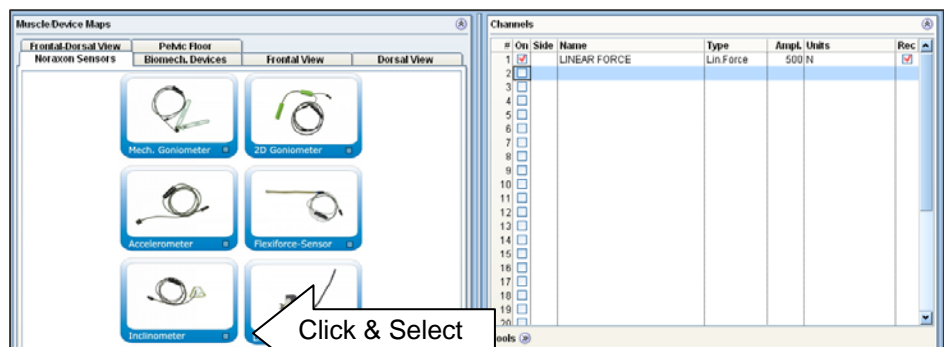 Muscle/Device Maps
Frontal-Dorsal View Pelvic Floor
Noraxon Sensors Biomech. Devices Frontal View Dorsal View
Mech. Goniometer 2D Goniometer
Accelerometer Flexiforce-Sensor
Inclinometer
Click & Select
Channels
# On Side Name Type Ampl. Units Rec
1 LINEAR FORCE Lin.Force 500 N
2
3
4
5
6
7
8
9
10
11
12
13
14
15
16
17
18
19
20
ools